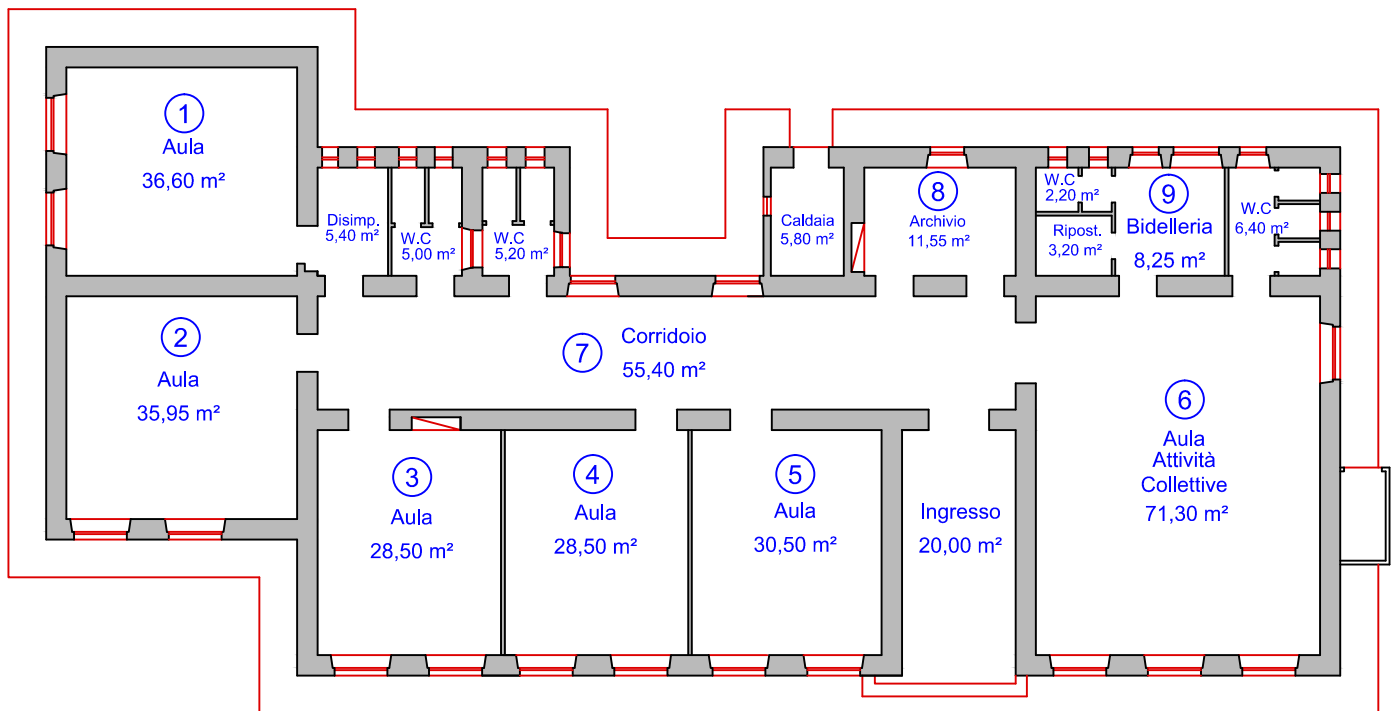 1
Aula
36,60 m²
Disimp.
5,40 m²
W.C
5,00 m²
W.C
5,20 m²
Caldaia
5,80 m²
8
Archivio
11,55 m²
W.C
2,20 m²
Ripost.
3,20 m²
9
Bidelleria
8,25 m²
W.C
6,40 m²
2
Aula
35,95 m²
7
Corridoio
55,40 m²
3
Aula
28,50 m²
4
Aula
28,50 m²
5
Aula
30,50 m²
Ingresso
20,00 m²
6
Aula
Attività
Collettive
71,30 m²